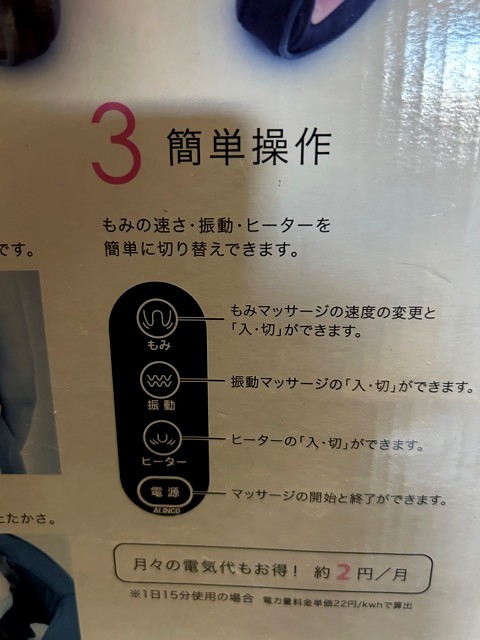 3 簡単操作
もみの速さ・振動・ヒーターを
簡単に切り替えできます。
です。
もみ
もみマッサージの速度の変更と
「入・切」ができます。
振動
振動マッサージの「入・切」ができます。
ヒーター
ヒーターの「入・切」ができます。
電源
マッサージの開始と終了ができます。
ALINCO
たかさ。
月々の電気代もお得! 約2円/月
※1日15分使用の場合 電力量料金単価22円/kwhで算出